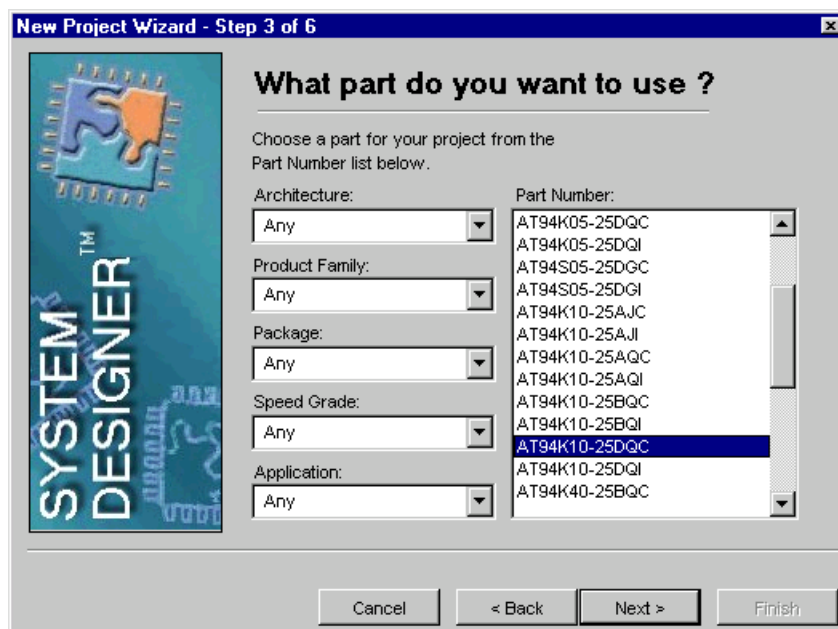 New Project Wizard - Step 3 of 6
SYSTEM
DESIGNER™
What part do you want to use ?
Choose a part for your project from the
Part Number list below.
Architecture:
Any
Product Family:
Any
Package:
Any
Speed Grade:
Any
Application:
Any
Part Number:
AT94K05-25DQC
AT94K05-25DQI
AT94S05-25DGC
AT94S05-25DGI
AT94K10-25AJC
AT94K10-25AJI
AT94K10-25AQC
AT94K10-25AQI
AT94K10-25BQC
AT94K10-25BQI
AT94K10-25DQC
AT94K10-25DQI
AT94K40-25BQC
Cancel
< Back
Next >
Finish